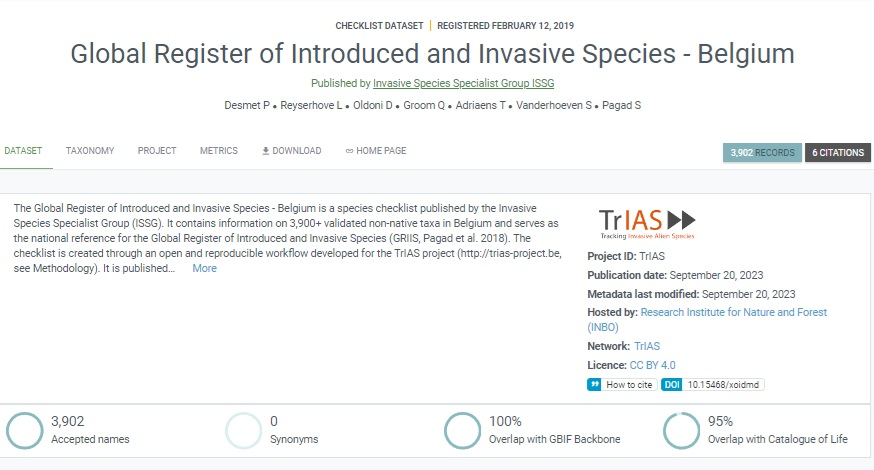 CHECKLIST DATASET | REGISTERED FEBRUARY 12, 2019
Global Register of Introduced and Invasive Species - Belgium
Published by Invasive Species Specialist Group ISSG
Desmet P • Reyserhove L • Oldoni D • Groom Q • Adriaens T • Vanderhoeven S • Pagad S
DATASET TAXONOMY PROJECT METRICS DOWNLOAD HOME PAGE 3,902 RECORDS 6 CITATIONS
The Global Register of Introduced and Invasive Species - Belgium is a species checklist published by the Invasive
Species Specialist Group (ISSG). It contains information on 3,900+ validated non-native taxa in Belgium and serves as
the national reference for the Global Register of Introduced and Invasive Species (GRIIS, Pagad et al. 2018). The
checklist is created through an open and reproducible workflow developed for the TrIAS project (http://trias-project.be,
see Methodology). It is published... More
TrIAS
Tracking Invasive Alien Species
Project ID: TrIAS
Publication date: September 20, 2023
Metadata last modified: September 20, 2023
Hosted by: Research Institute for Nature and Forest
(INBO)
Network: TrIAS
Licence: CC BY 4.0
How to cite DOI 10.15468/xoidmd
3,902
Accepted names
0
Synonyms
100%
Overlap with GBIF Backbone
95%
Overlap with Catalogue of Life